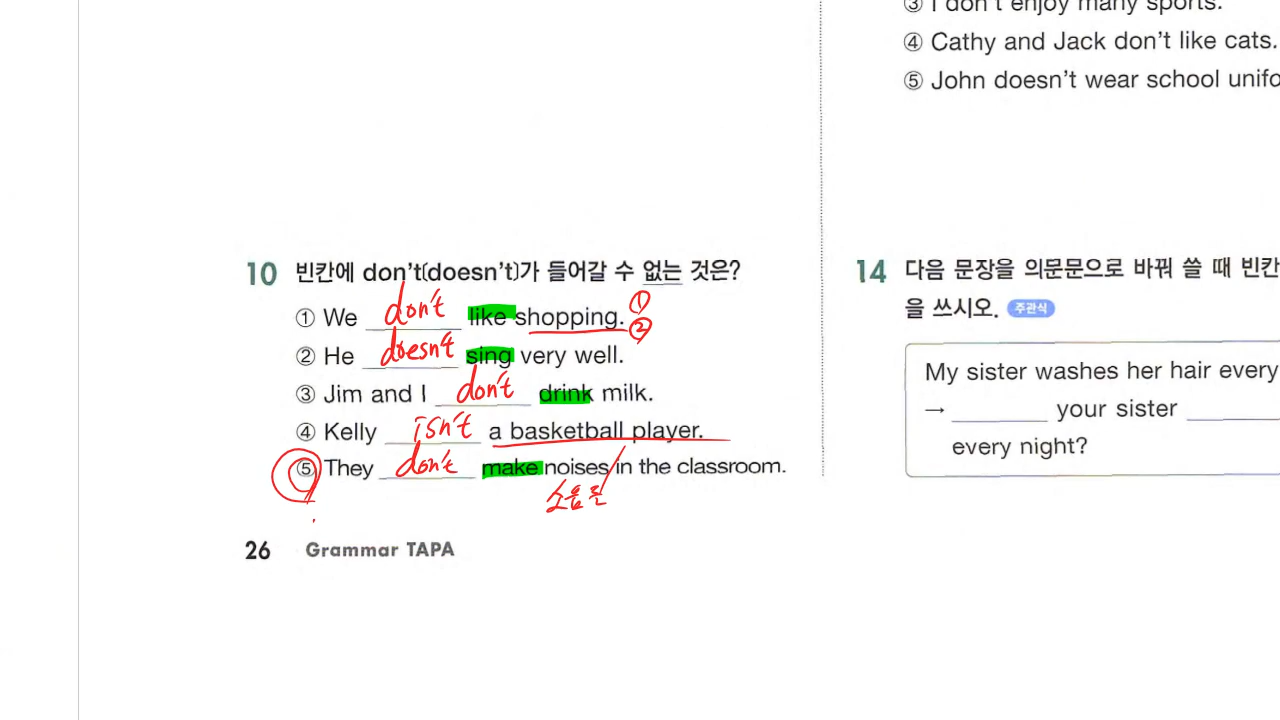 10 빈칸에 don't(doesn't)가 들어갈 수 없는 것은?
① We don't like shopping. ① ②
② He doesn't sing very well.
③ Jim and I don't drink milk.
④ Kelly isn't a basketball player.
⑤ They don't make noises in the classroom.
소음을
26 Grammar TAPA
③ I don't enjoy many sports.
④ Cathy and Jack don't like cats.
⑤ John doesn't wear school unifo
14 다음 문장을 의문문으로 바꿔 쓸 때 빈칸
을 쓰시오. 주관식
My sister washes her hair every
→ ________ your sister ________
every night?